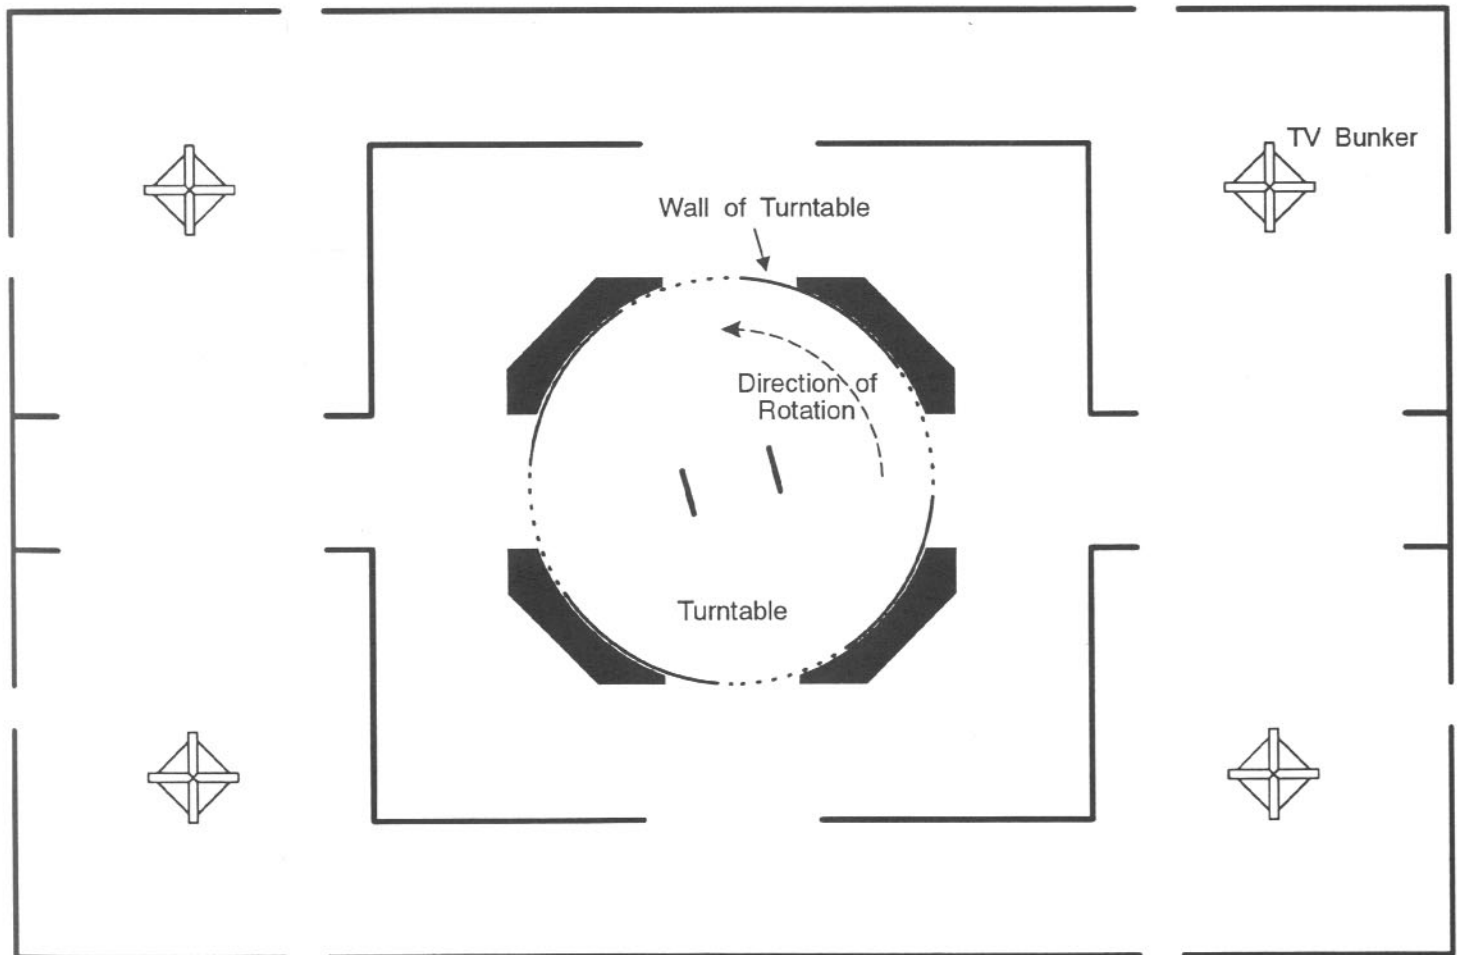 TV Bunker
Wall of Turntable
Direction of
Rotation
Turntable